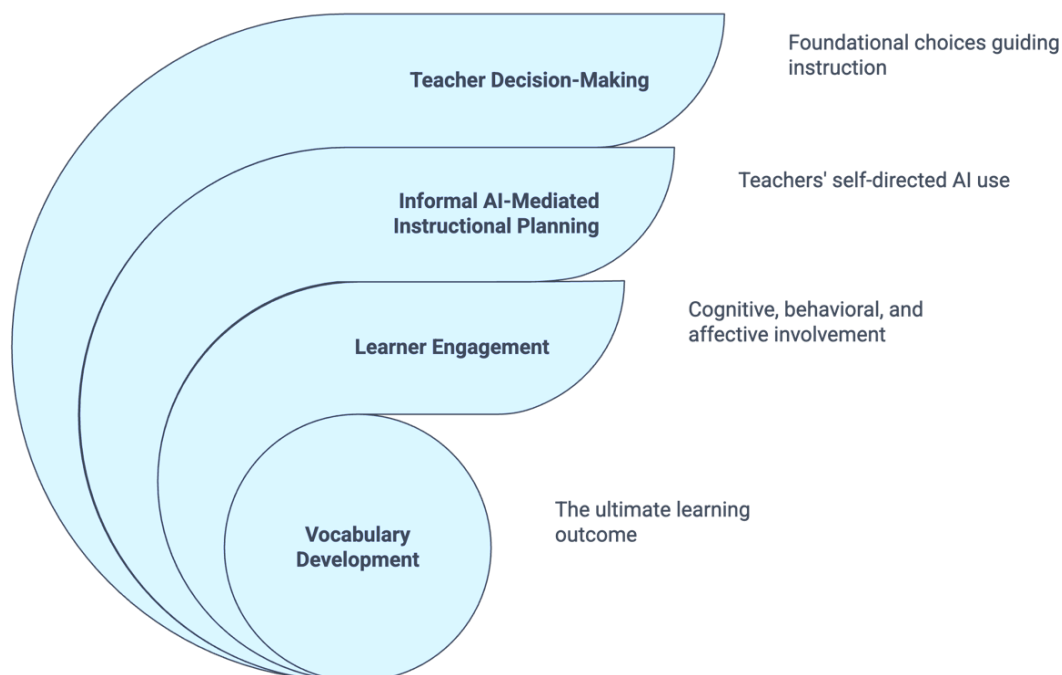 Foundational choices guiding
instruction
Teacher Decision-Making
Teachers' self-directed AI use
Informal AI-Mediated
Instructional Planning
Cognitive, behavioral, and
affective involvement
Learner Engagement
The ultimate learning
outcome
Vocabulary
Development